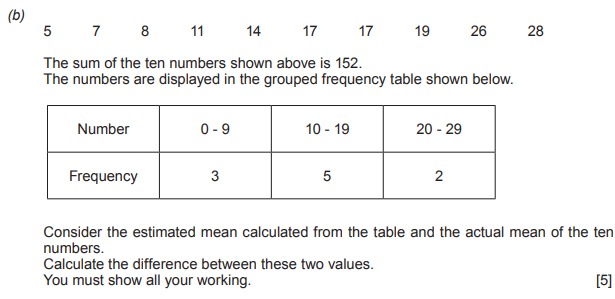 (b)
5 7 8 11 14 17 17 19 26 28
The sum of the ten numbers shown above is 152.
The numbers are displayed in the grouped frequency table shown below.
Number 0 - 9 10 - 19 20 - 29
Frequency 3 5 2
Consider the estimated mean calculated from the table and the actual mean of the ten
numbers.
Calculate the difference between these two values.
You must show all your working. [5]